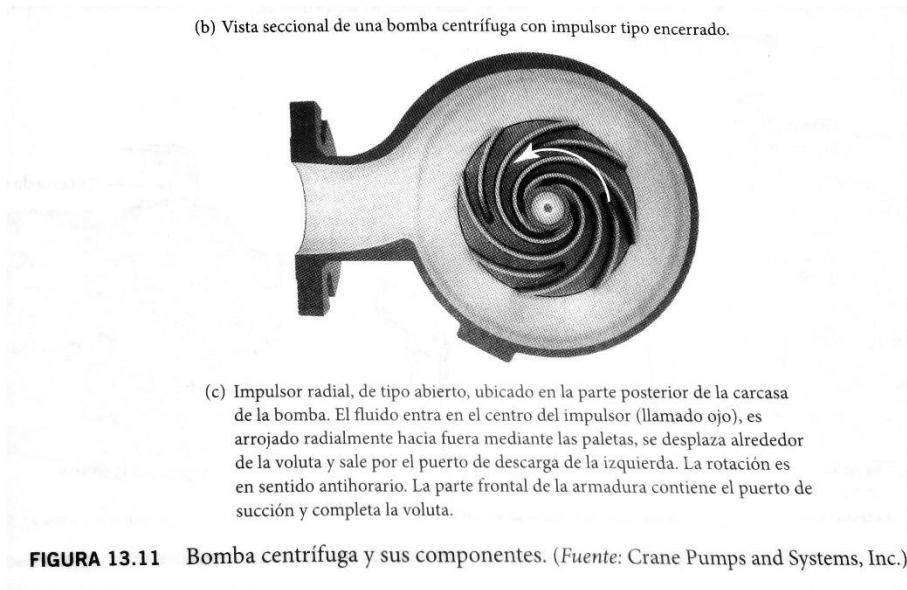 (b) Vista seccional de una bomba centrífuga con impulsor tipo encerrado.
(c) Impulsor radial, de tipo abierto, ubicado en la parte posterior de la carcasa
de la bomba. El fluido entra en el centro del impulsor (llamado ojo), es
arrojado radialmente hacia fuera mediante las paletas, se desplaza alrededor
de la voluta y sale por el puerto de descarga de la izquierda. La rotación es
en sentido antihorario. La parte frontal de la armadura contiene el puerto de
succión y completa la voluta.
FIGURA 13.11 Bomba centrífuga y sus componentes. (Fuente: Crane Pumps and Systems, Inc.)